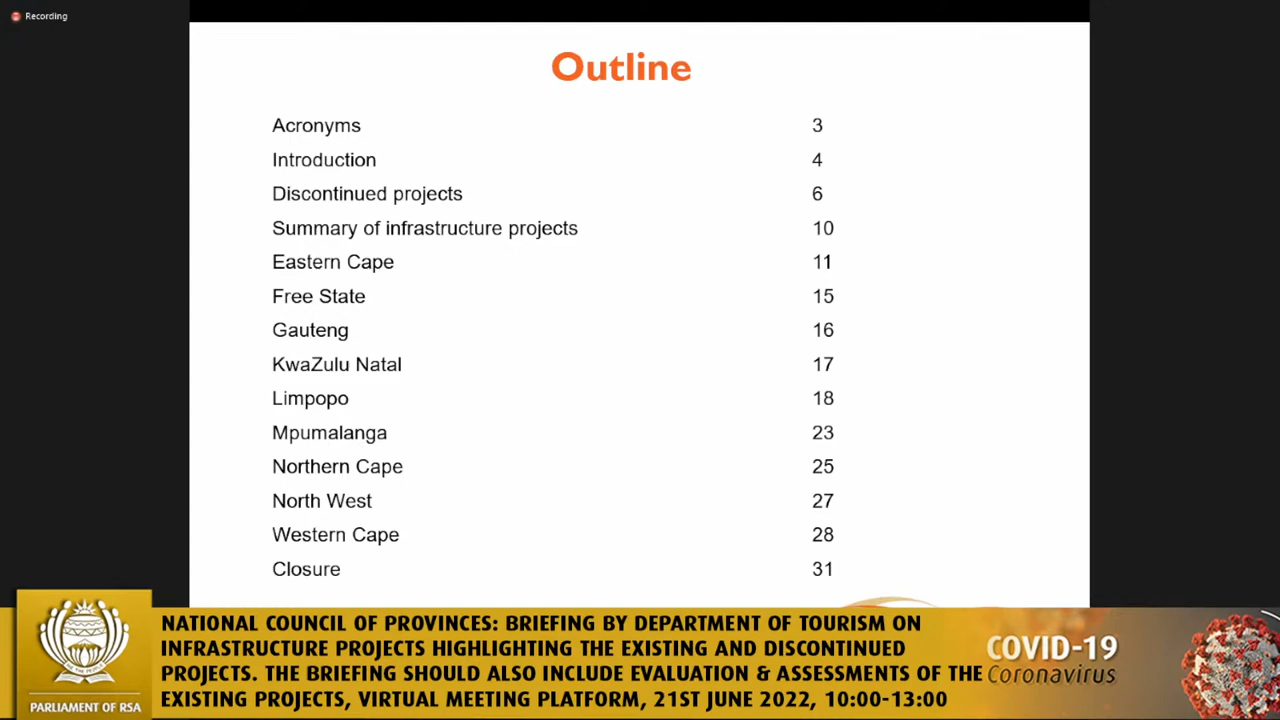 Recording
Outline
Acronyms 3
Introduction 4
Discontinued projects 6
Summary of infrastructure projects 10
Eastern Cape 11
Free State 15
Gauteng 16
KwaZulu Natal 17
Limpopo 18
Mpumalanga 23
Northern Cape 25
North West 27
Western Cape 28
Closure 31
NATIONAL COUNCIL OF PROVINCES: BRIEFING BY DEPARTMENT OF TOURISM ON
INFRASTRUCTURE PROJECTS HIGHLIGHTING THE EXISTING AND DISCONTINUED
PROJECTS. THE BRIEFING SHOULD ALSO INCLUDE EVALUATION & ASSESSMENTS OF THE
EXISTING PROJECTS, VIRTUAL MEETING PLATFORM, 21ST JUNE 2022, 10:00-13:00
PARLIAMENT OF RSA
COVID-19
Coronavirus